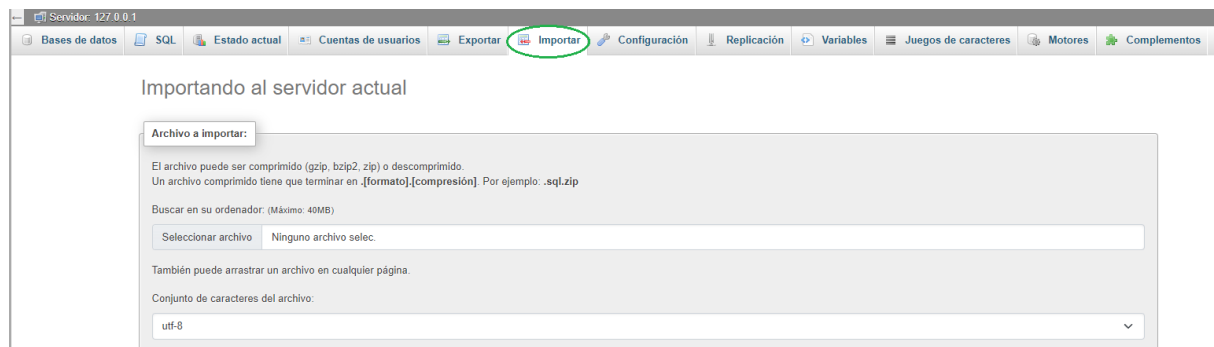 Servidor: 127.0.0.1
Bases de datos SQL Estado actual Cuentas de usuarios Exportar Importar Configuración Replicación Variables Juegos de caracteres Motores Complementos
Importando al servidor actual
Archivo a importar:
El archivo puede ser comprimido (gzip, bzip2, zip) o descomprimido.
Un archivo comprimido tiene que terminar en .[formato].[compresión]. Por ejemplo: .sql.zip
Buscar en su ordenador: (Máximo: 40MB)
Seleccionar archivo Ninguno archivo selec.
También puede arrastrar un archivo en cualquier página.
Conjunto de caracteres del archivo:
utf-8